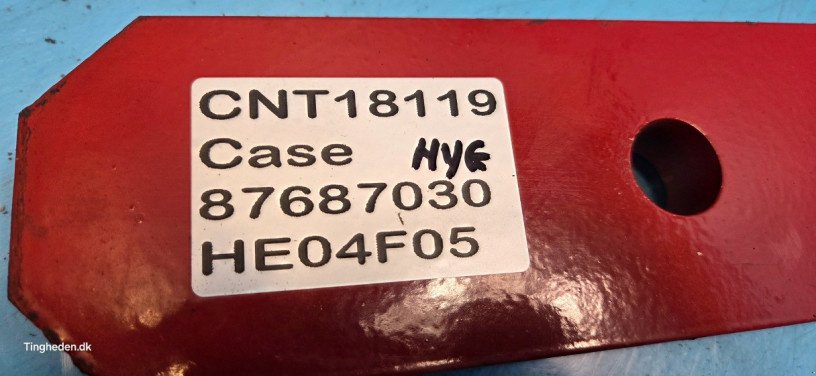 CNT18119
Case HYG
87687030
HE04F05
Tingheden.dk